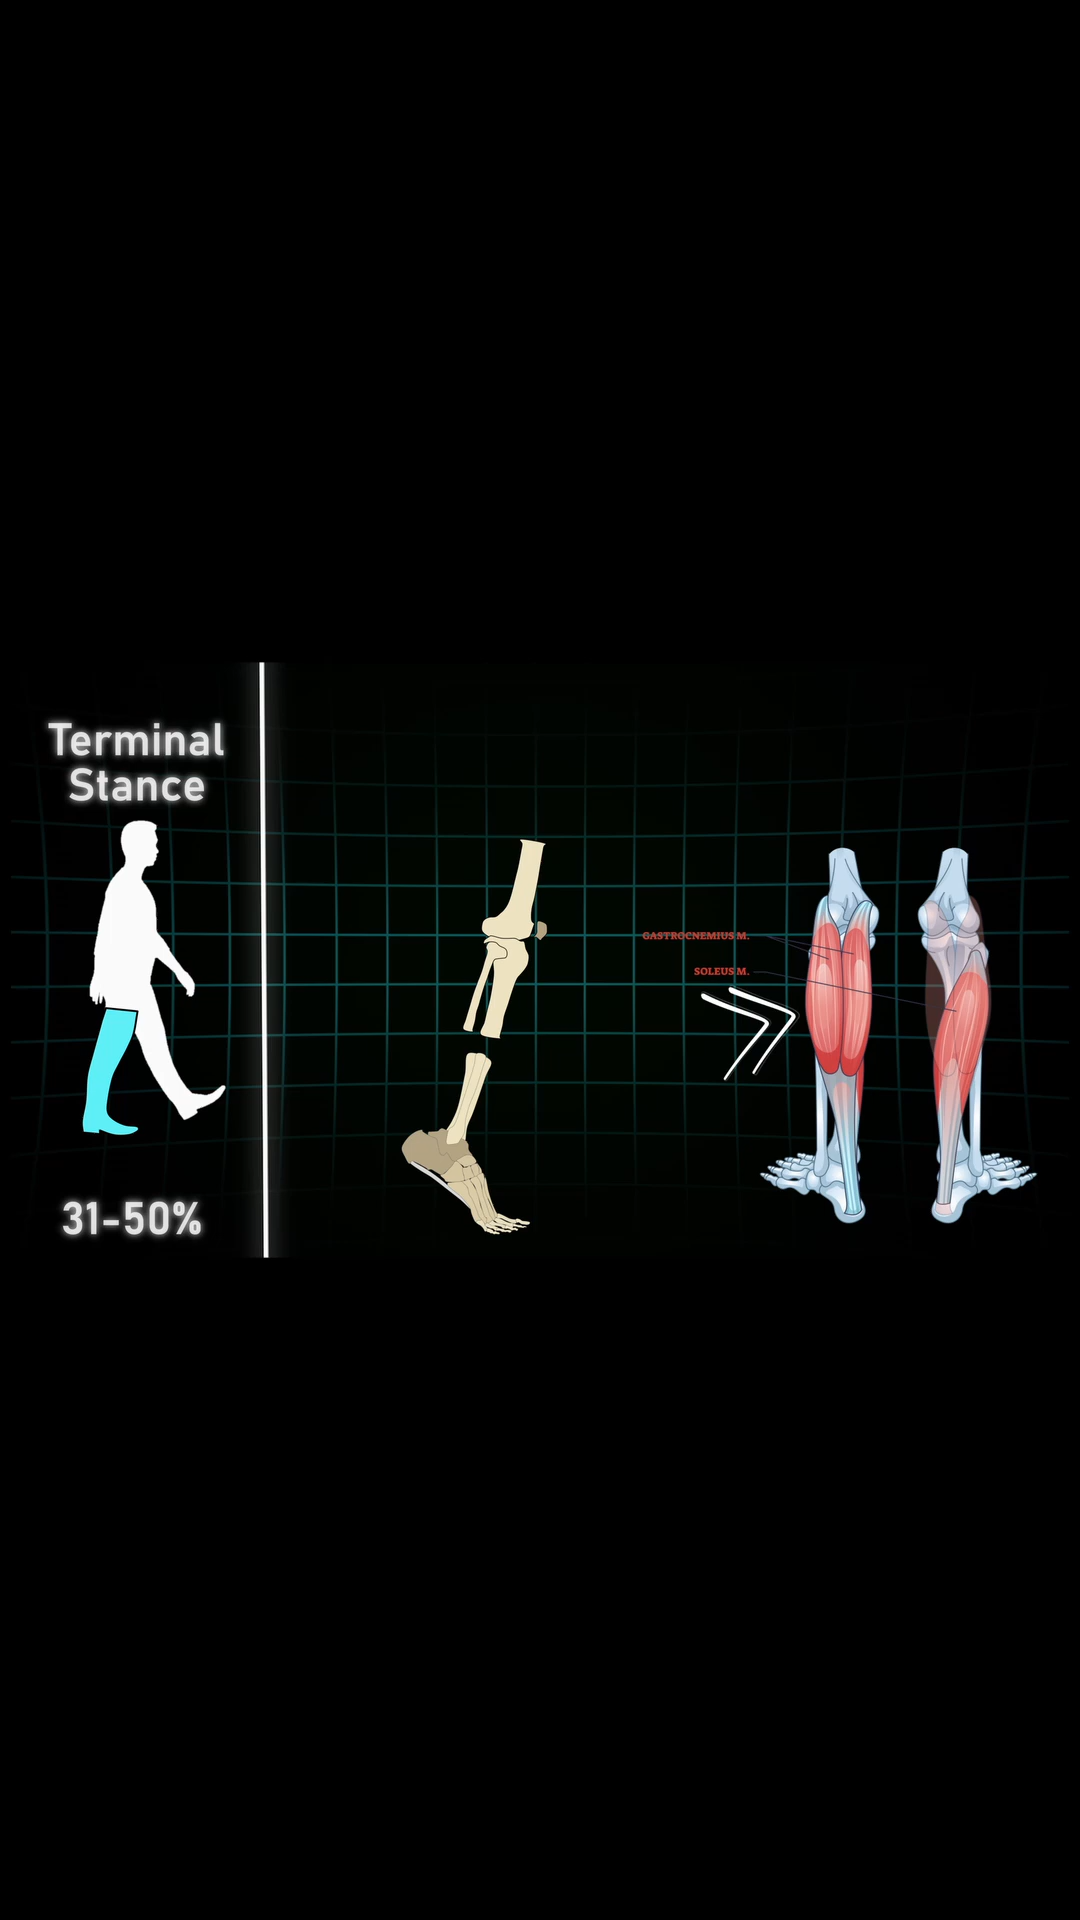 Terminal
Stance
GASTROCNEMIUS M.
SOLEUS M.
31-50%